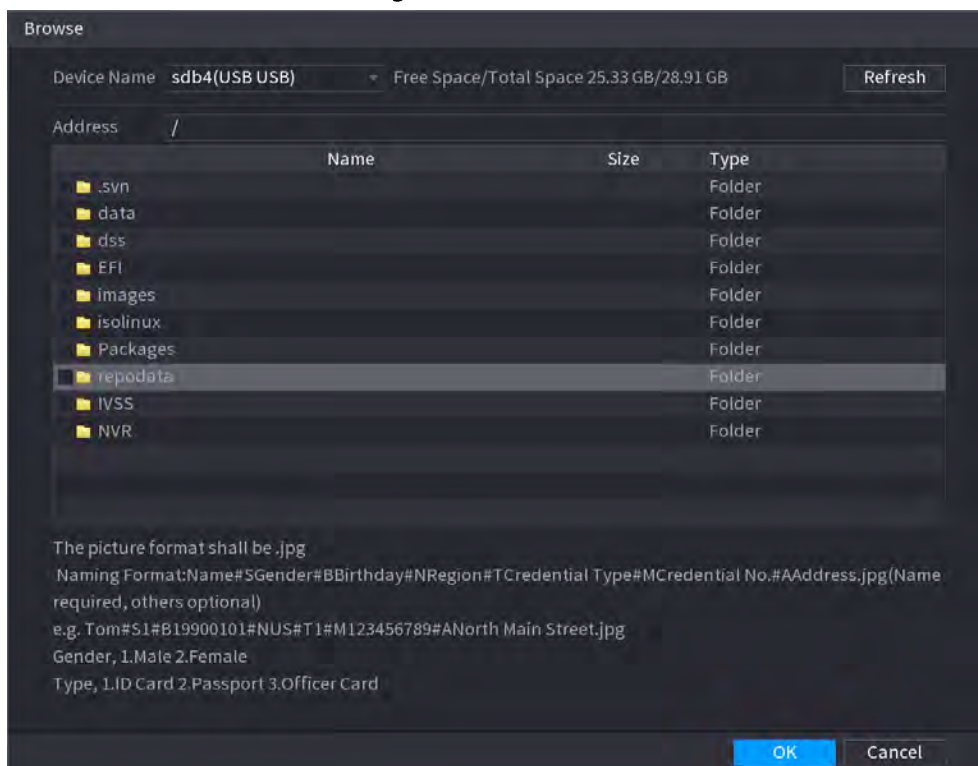 Browse
Device Name sdb4(USB USB) Free Space/Total Space 25.33 GB/28.91 GB Refresh
Address /
Name Size Type
.svn Folder
data Folder
dss Folder
EFI Folder
images Folder
isolinux Folder
Packages Folder
repodata Folder
IVSS Folder
NVR Folder
The picture format shall be .jpg
Naming Format:Name#SGender#BBirthday#NRegion#TCredential Type#MCredential No.#AAddress.jpg(Name
required, others optional)
e.g. Tom#S1#B19900101#NUS#T1#M123456789#ANorth Main Street.jpg
Gender, 1.Male 2.Female
Type, 1.ID Card 2.Passport 3.Officer Card
OK Cancel